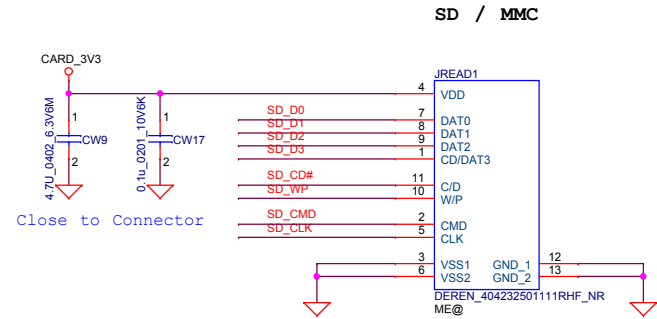 SD / MMC
CARD_3V3
JREAD1
4 VDD
SD_D0 7 DAT0
SD_D1 8 DAT1
SD_D2 9 DAT2
SD_D3 1 CD/DAT3
SD_CD# 11 C/D
SD_WP 10 W/P
SD_CMD 2 CMD
SD_CLK 5 CLK
3 VSS1 GND_1 12
6 VSS2 GND_2 13
DEREN_404232501111RHF_NR
ME@
4.7U_0402_6.3V6M
1
CW9
2
0.1u_0201_10V6K
1
CW17
2
Close to Connector